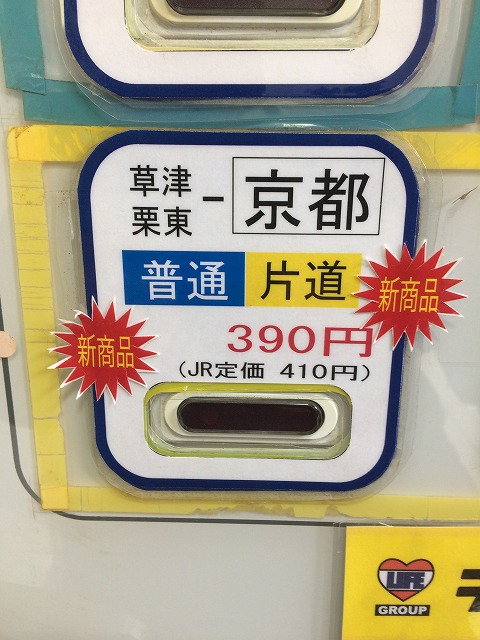 草津
栗東
-
京都
普通 片道
新商品
新商品
390円
(JR定価 410円)
LIFE
GROUP